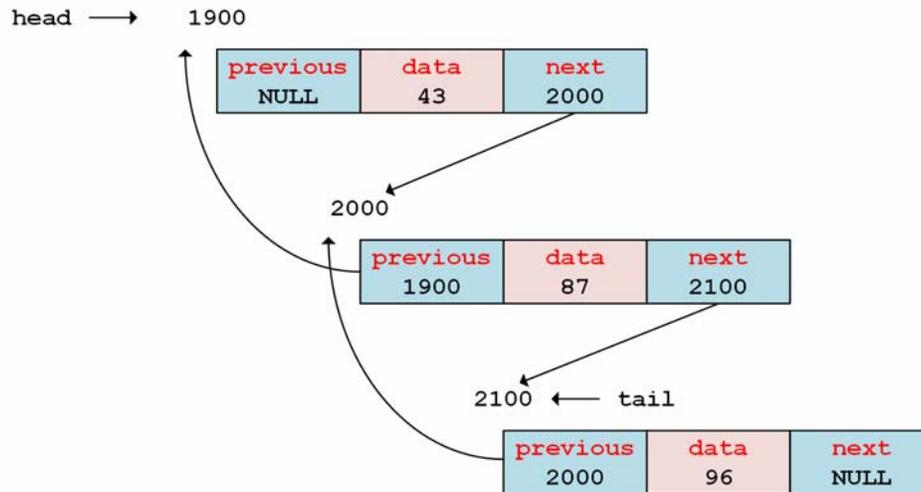 head 1900
previous data next
NULL 43 2000
2000
previous data next
1900 87 2100
2100 tail
previous data next
2000 96 NULL